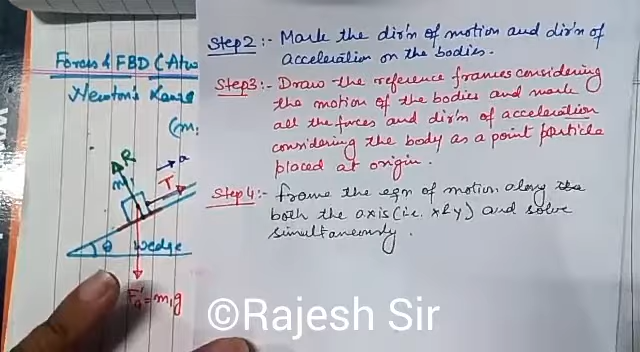 Step2:- Mark the dir'n of motion and dir'n of
acceleration on the bodies.
Step3:- Draw the reference frames considering
the motion of the bodies and mark
all the forces and dir'n of acceleration
considering the body as a point particle
placed at origin.
Step4:- frame the eqn of motion along the
both the axis (i.e. x & y) and solve
simultaneously.
Forces & FBD (Atw
Newton's
(m₁
R
a
T
m
θ
wedge
= m₁g
©Rajesh Sir